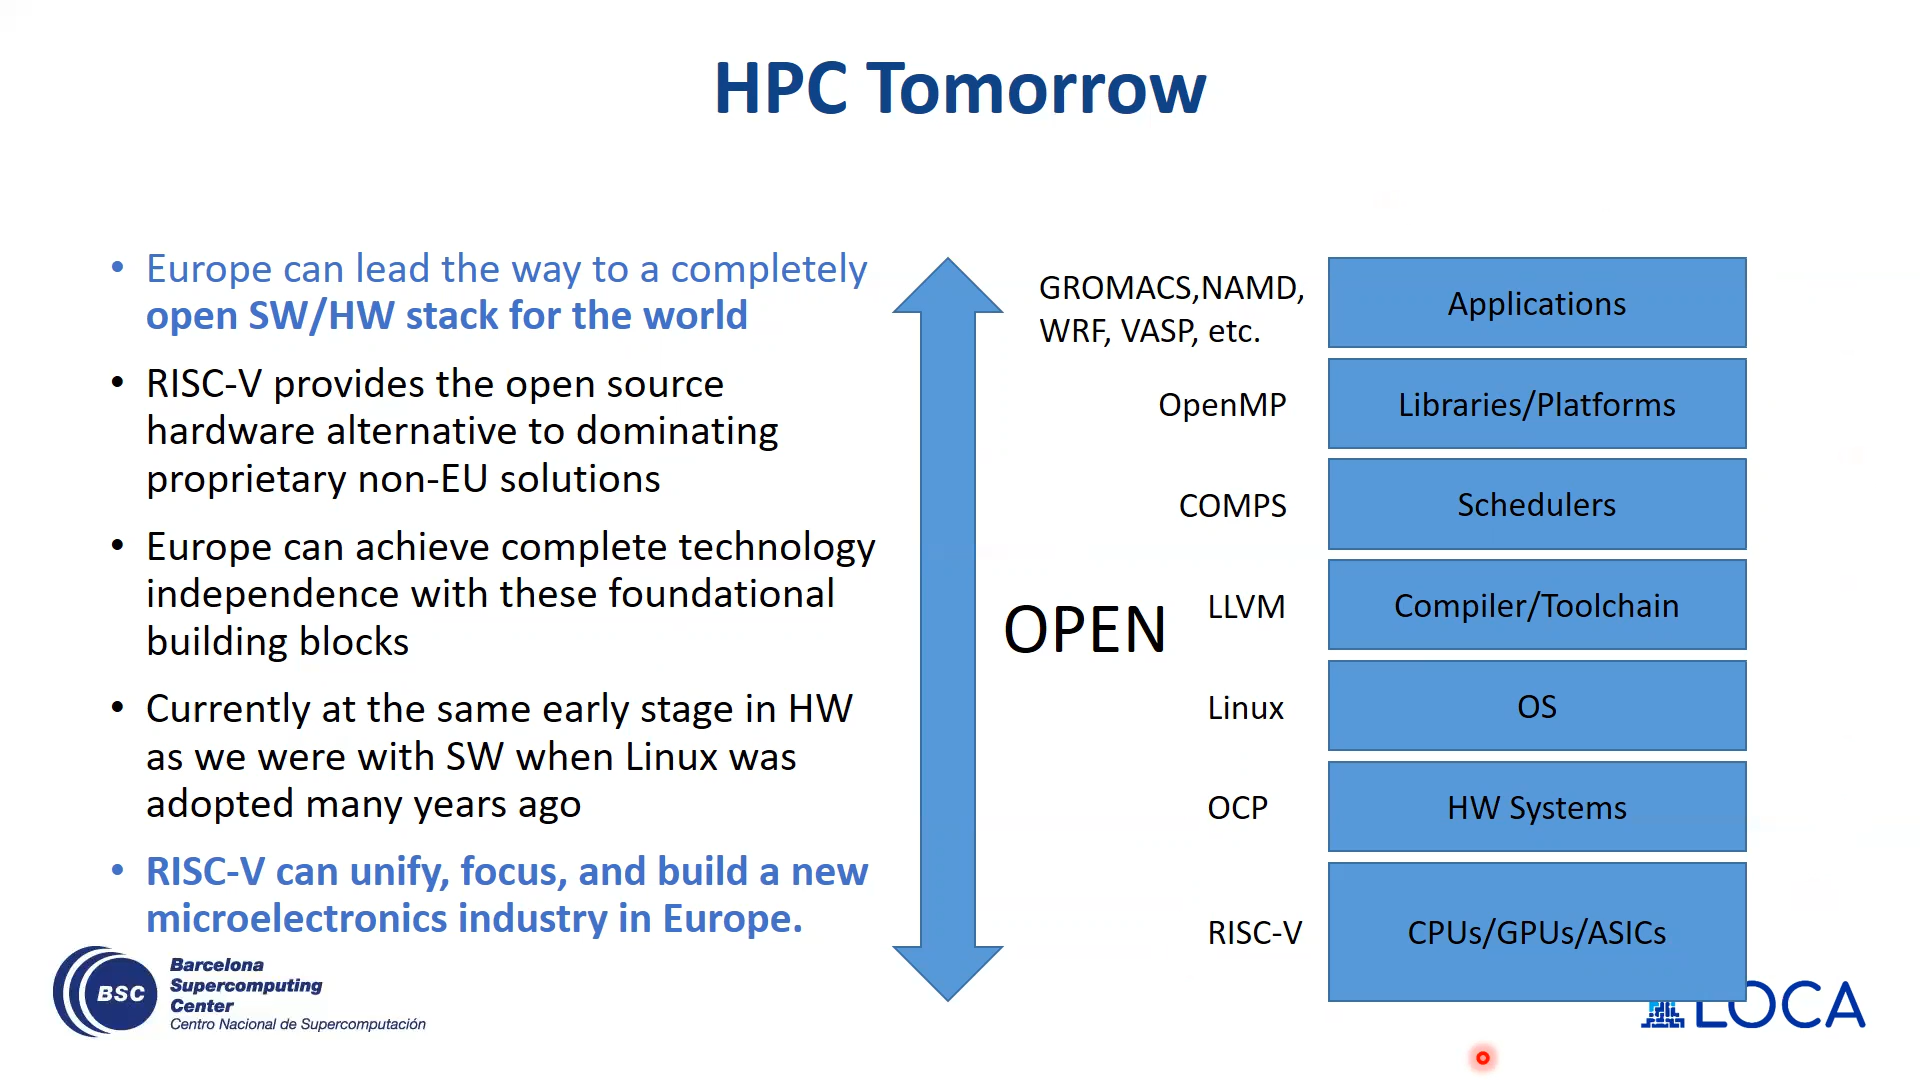 HPC Tomorrow
• Europe can lead the way to a completely
open SW/HW stack for the world
• RISC-V provides the open source
hardware alternative to dominating
proprietary non-EU solutions
• Europe can achieve complete technology
independence with these foundational
building blocks
• Currently at the same early stage in HW
as we were with SW when Linux was
adopted many years ago
• RISC-V can unify, focus, and build a new
microelectronics industry in Europe.
OPEN
GROMACS,NAMD,
WRF, VASP, etc.
Applications
OpenMP
Libraries/Platforms
COMPS
Schedulers
LLVM
Compiler/Toolchain
Linux
OS
OCP
HW Systems
RISC-V
CPUs/GPUs/ASICs
BSC
Barcelona
Supercomputing
Center
Centro Nacional de Supercomputación
LOCA